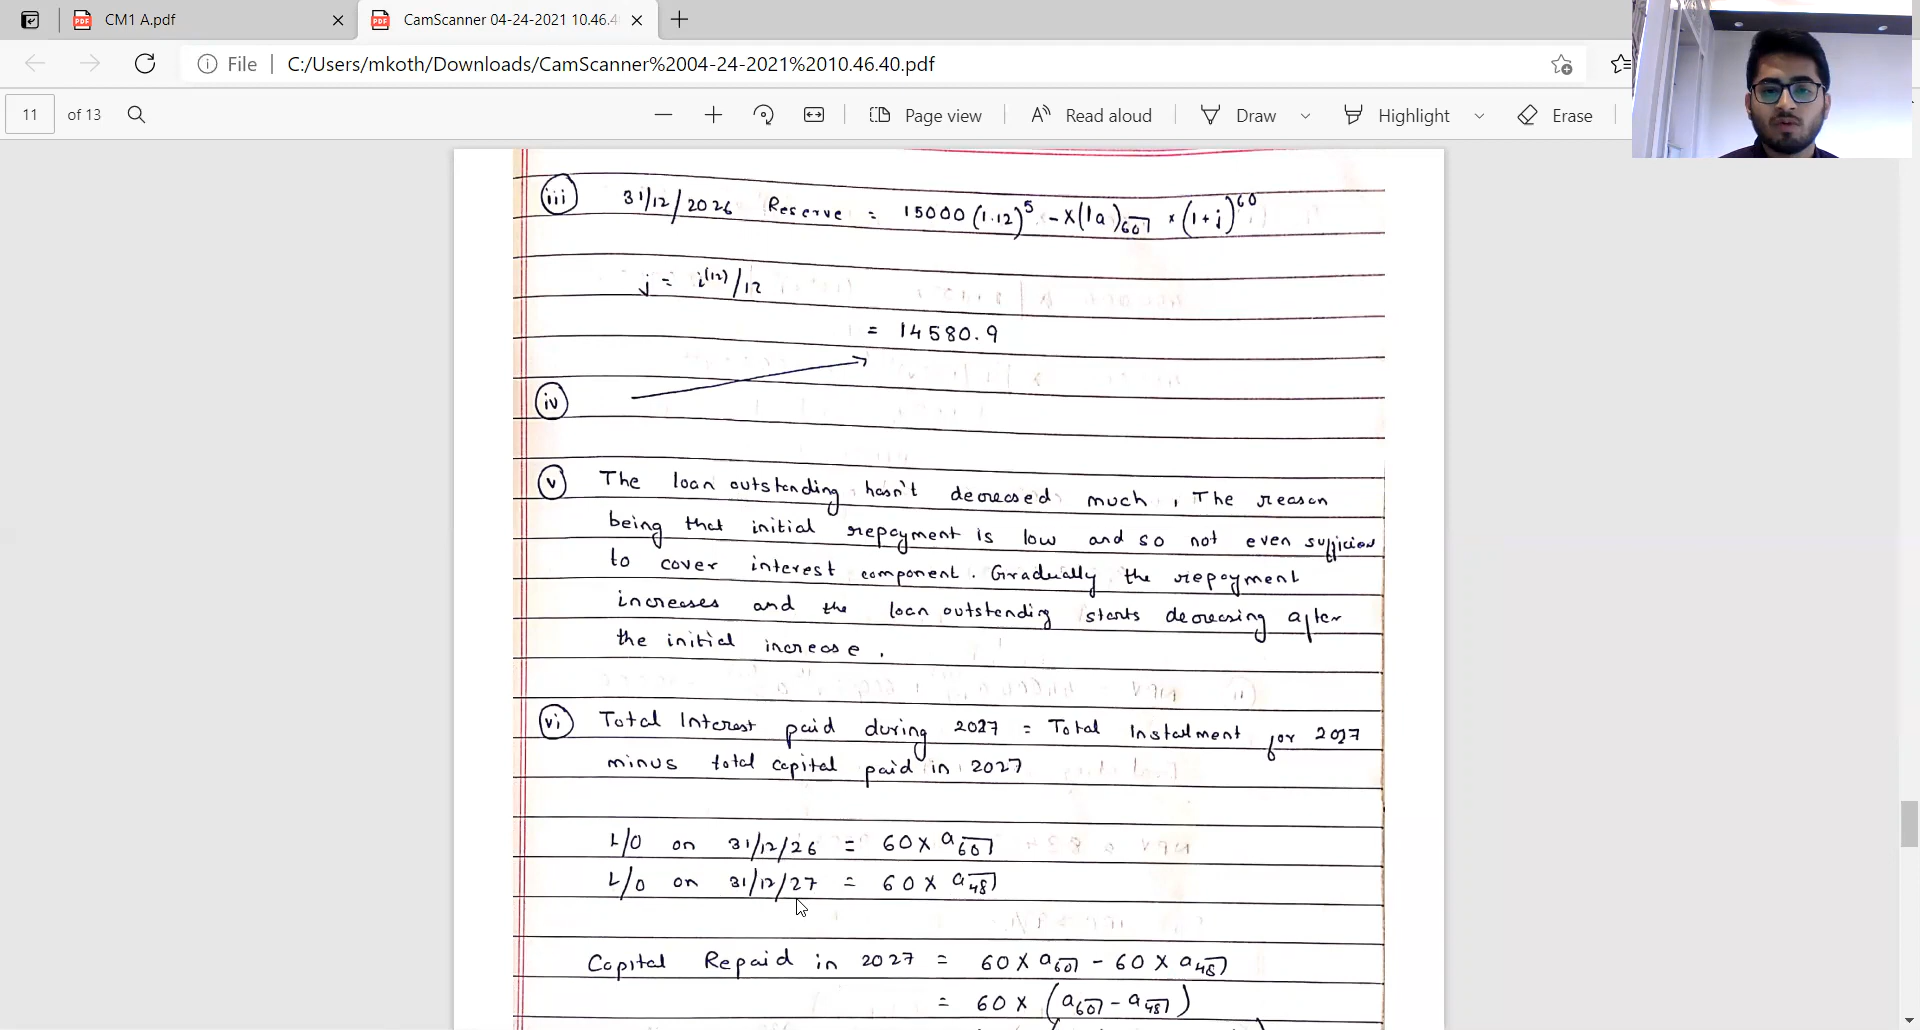 CM1 A.pdf
CamScanner 04-24-2021 10.46.4
File
C:/Users/mkoth/Downloads/CamScanner%2004-24-2021%2010.46.40.pdf
11 of 13
Page view
Read aloud
Draw
Highlight
Erase
(iii) 31/12/2026 Reserve = 15000(1.12)^5 - X(Ia)60⌉ × (1+j)^60
j = i^(12)/12
= 14580.9
(iv)
(v) The loan outstanding hasn't decreased much, The reason
being that initial repayment is low and so not even sufficien
to cover interest component. Gradually the repayment
increases and the loan outstanding starts decreasing after
the initial increase.
(vi) Total Interest paid during 2027 = Total Instalment for 2027
minus total capital paid in 2027
L/O on 31/12/26 = 60X a60⌉
L/O on 31/12/27 = 60X a48⌉
Capital Repaid in 2027 = 60X a60⌉ - 60X a48⌉
= 60X (a60⌉ - a48⌉)